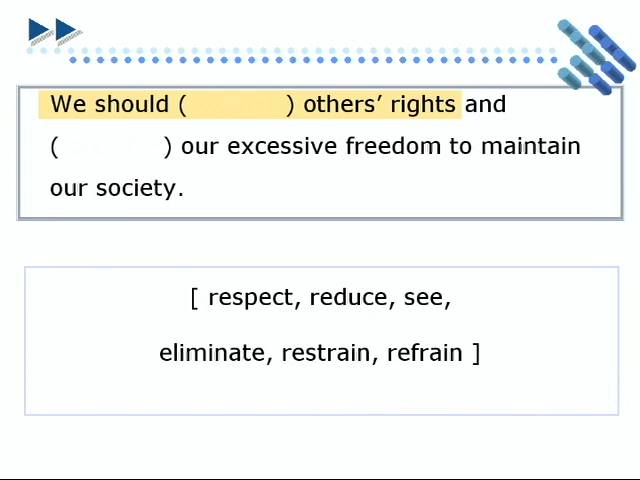 We should ( ) others’ rights and
( ) our excessive freedom to maintain
our society.
[ respect, reduce, see,
eliminate, restrain, refrain ]